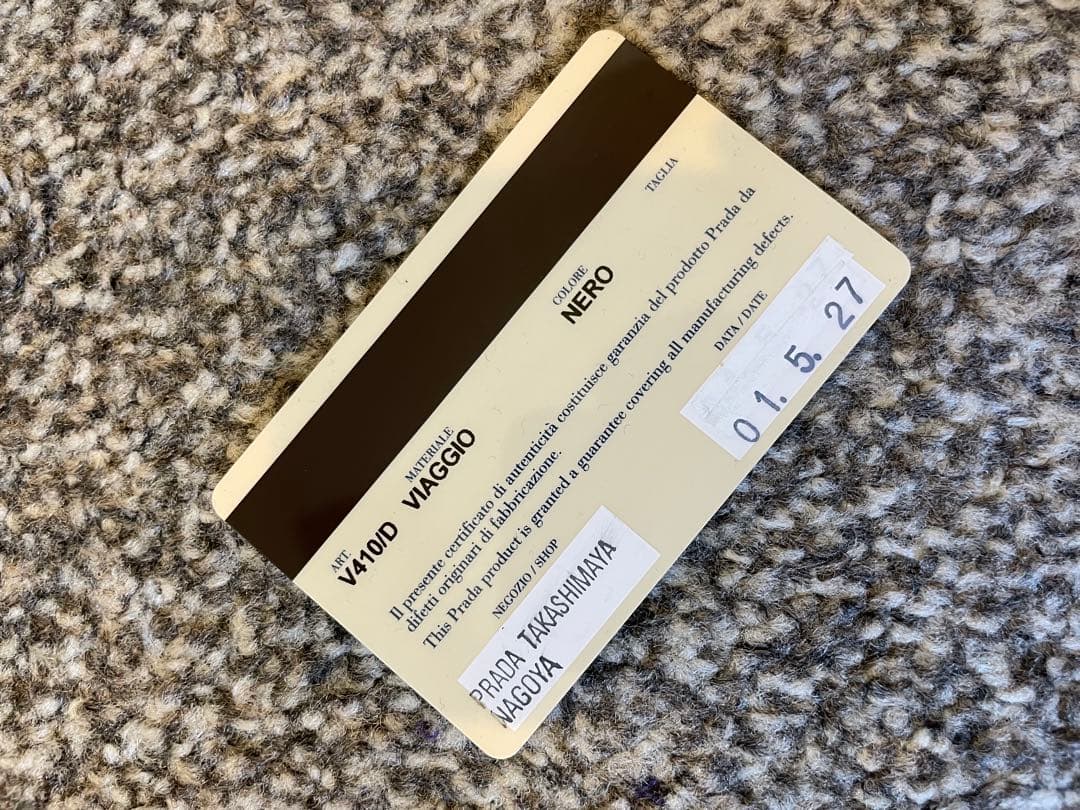 ART.
V410/D
MATERIALE
VIAGGIO
COLORE
NERO
TAGLIA
Il presente certificato di autenticità costituisce garanzia del prodotto Prada da
difetti originari di fabbricazione.
This Prada product is granted a guarantee covering all manufacturing defects.
NEGOZIO / SHOP
PRADA TAKASHIMAYA
NAGOYA
DATA / DATE
01. 5. 27